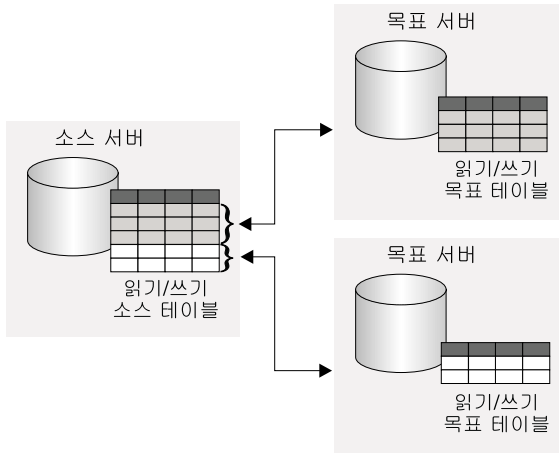 목표 서버
읽기/쓰기
목표 테이블
소스 서버
읽기/쓰기
소스 테이블
목표 서버
읽기/쓰기
목표 테이블